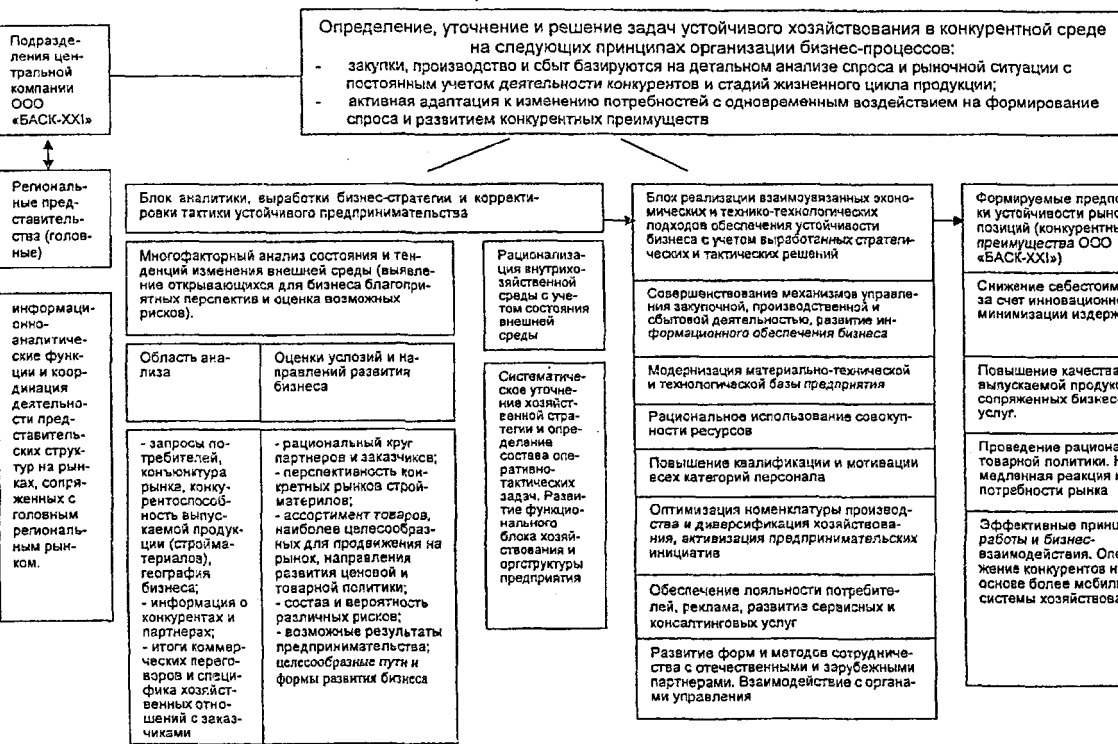 Подразде-
ления цен-
тральной
компании
ООО
«БАСК-XXI»
Определение, уточнение и решение задач устойчивого хозяйствования в конкурентной среде
на следующих принципах организации бизнес-процессов:
- закупки, производство и сбыт базируются на детальном анализе спроса и рыночной ситуации с
постоянным учетом деятельности конкурентов и стадий жизненного цикла продукции;
- активная адаптация к изменению потребностей с одновременным воздействием на формирование
спроса и развитием конкурентных преимуществ
Региональ-
ные пред-
ставитель-
ства (голов-
ные)
информаци-
онно-
аналитиче-
ские функ-
ции и коор-
динация
деятельно-
сти пред-
ставитель-
ских струк-
тур на рын-
ках, сопря-
женных с
головным
регионалы-
ным рын-
ком.
Блок аналитики, выработки бизнес-стратегии и коррект-
ировки тактики устойчивого предпринимательства
Многофакторный анализ состояния и тен-
денций изменения внешней среды (выявле-
ние открывающихся для бизнеса благопри-
ятных перспектив и оценка возможных
рисков).
Область ана-
лиза
- запросы по-
требителей,
конъюнктура
рынка, конку-
рентоспособ-
ность выпус-
каемой продук-
ции (стройма-
териалов),
география
бизнеса;
- информация о
конкурентах и
партнерах;
- итоги коммер-
ческих перего-
воров и специ-
фика хозяйст-
венных отно-
шений с заказ-
чиками
Оценки условий и на-
правлений развития
бизнеса
- рациональный круг
партнеров и заказчиков;
- перспективность кон-
кретных рынков строй-
материлов;
- ассортимент товаров,
наиболее целесообраз-
ных для продвижения на
рынок, направления
развития ценовой и
товарной политики;
- состав и вероятность
различных рисков;
- возможные результаты
предпринимательства;
целесообразные пути и
формы развития бизнеса
Рационализа-
ция внутрихо-
зяйственной
среды с уче-
том состояния
внешней
среды
Системaтиче-
ское уточне-
ние хозяйст-
венной стра-
тегии и опре-
деление
состава опе-
ративно-
тактических
задач. Разви-
тие функцио-
нального
блока хозяй-
ствования и
оргструктуры
предприятия
Блок реализации взаимоувязанных эконо-
мических и технико-технологических
подходов обеспечения устойчивости
бизнеса с учетом выработанных стратеги-
ческих и тактических решений
Совершенствование механизмов управле-
ния закупочной, производственной и
сбытовой деятельностью, развитие ин-
формационного обеспечения бизнеса
Модернизация материально-технической
и технологической базы предприятия
Рациональное использование совокуп-
ности ресурсов
Повышение квалификации и мотивации
всех категорий персонала
Оптимизация номенклатуры производ-
ства и диверсификация хозяйствова-
ния, активизация предпринимательских
инициатив
Обеспечение лояльности потребите-
лей, реклама, развитие сервисных и
консалтинговых услуг
Развитие форм и методов сотрудниче-
ства с отечественными и зарубежными
партнерами. Взаимодействие с органа-
ми управления
Формируемые предпо
ки устойчивости рыно
позиций (конкурентны
преимущества ООО
«БАСК-XXI»)
Снижение себестоим
за счет инновационн
минимизации издерж
Повышение качества
выпускаемой продукц
сопряженных бизнес-
услуг.
Проведение рациона
товарной политики.
медленная реакция
потребности рынка
Эффективные принц
работы и бизнес-
взаимодействия. Опе
жение конкурентов н
основе более мобиль
системы хозяйствова